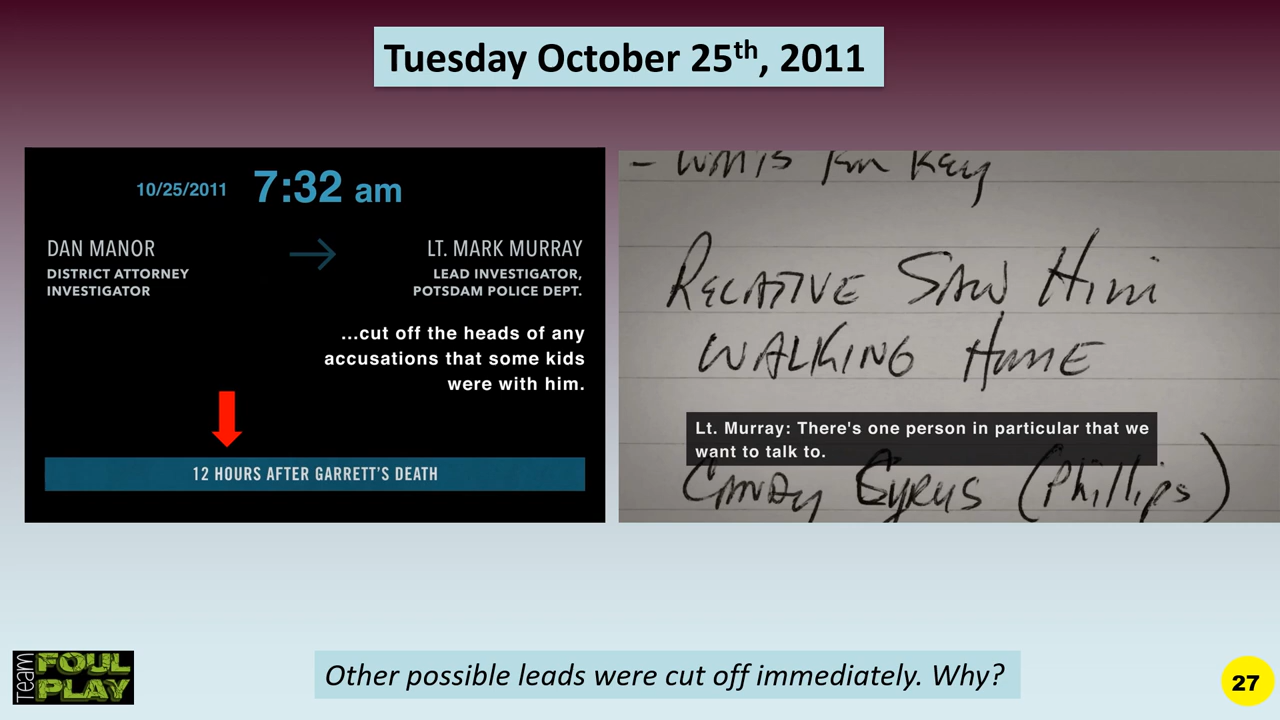 Tuesday October 25th, 2011
10/25/2011 7:32 am
DAN MANOR
DISTRICT ATTORNEY
INVESTIGATOR
LT. MARK MURRAY
LEAD INVESTIGATOR,
POTSDAM POLICE DEPT.
...cut off the heads of any
accusations that some kids
were with him.
12 HOURS AFTER GARRETT'S DEATH
Key
RELATIVE SAW HIM
WALKING HOME
Lt. Murray: There's one person in particular that we
want to talk to.
CANDY CYRUS (Phillips)
team FOUL PLAY
Other possible leads were cut off immediately. Why?
27